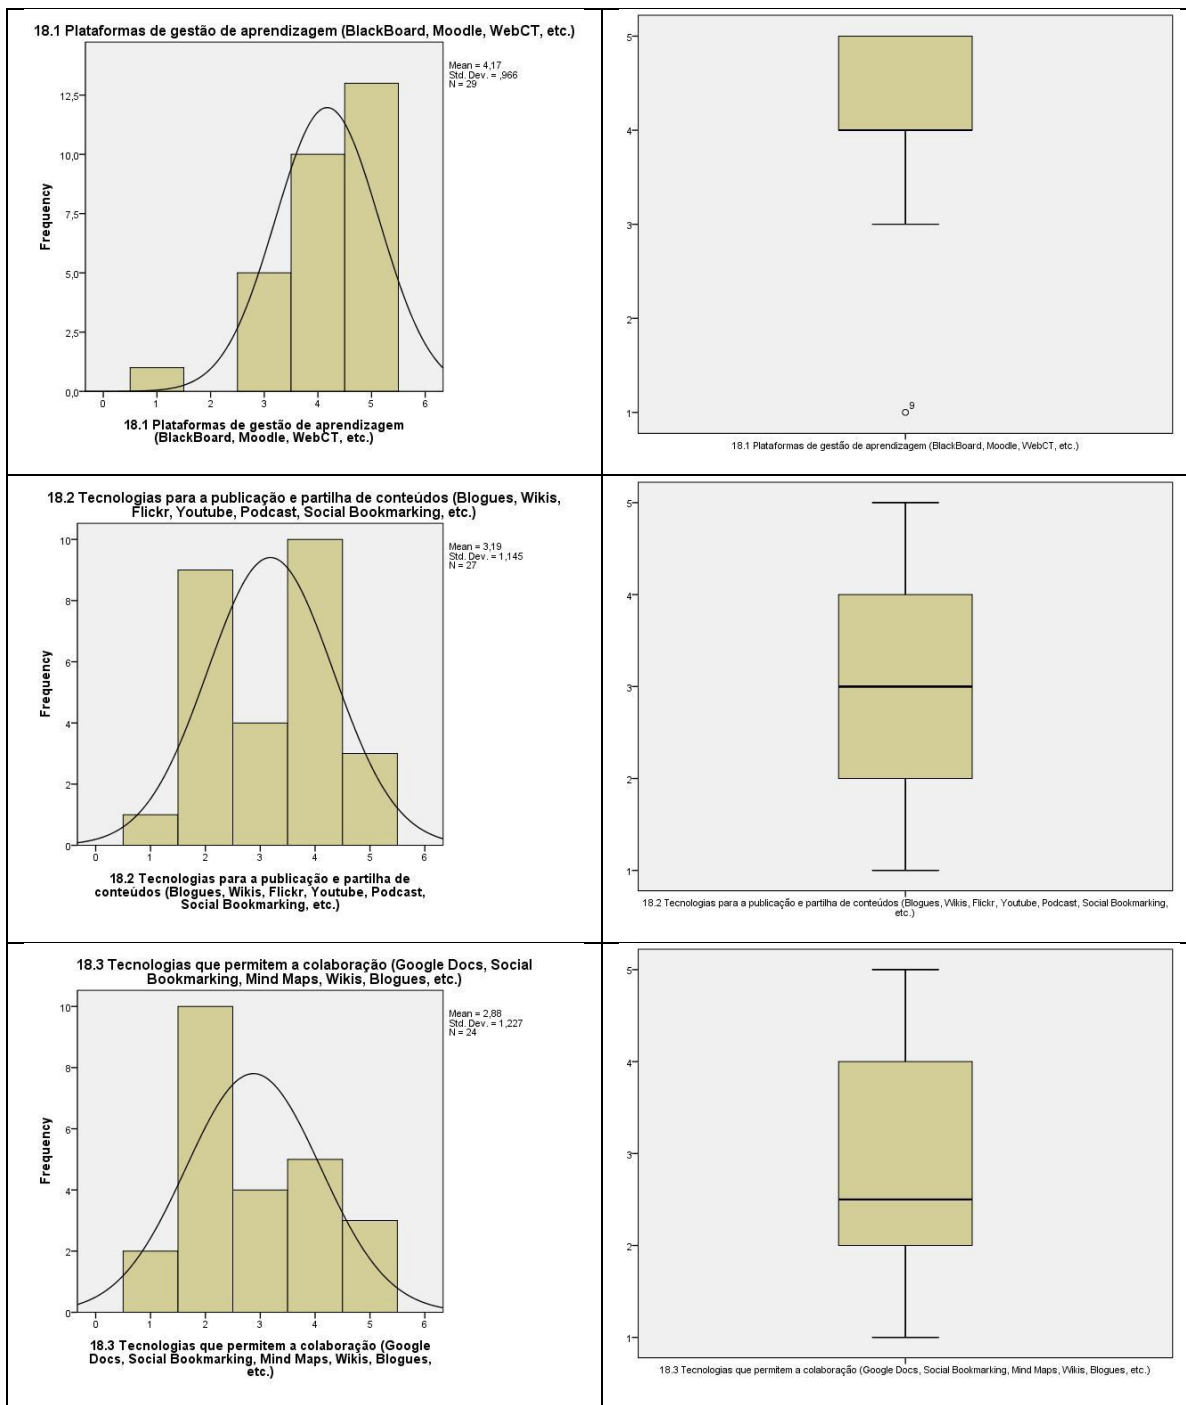 18.1 Plataformas de gestão de aprendizagem (BlackBoard, Moodle, WebCT, etc.)
Mean = 4,17
Std. Dev. = ,966
N = 29
12,5
10,0
7,5
5,0
2,5
0,0
Frequency
0 1 2 3 4 5 6
18.1 Plataformas de gestão de aprendizagem
(BlackBoard, Moodle, WebCT, etc.)
5
4
3
2
1
9
18.1 Plataformas de gestão de aprendizagem (BlackBoard, Moodle, WebCT, etc.)
18.2 Tecnologias para a publicação e partilha de conteúdos (Blogues, Wikis,
Flickr, Youtube, Podcast, Social Bookmarking, etc.)
Mean = 3,19
Std. Dev. = 1,145
N = 27
10
8
6
4
2
0
Frequency
0 1 2 3 4 5 6
18.2 Tecnologias para a publicação e partilha de
conteúdos (Blogues, Wikis, Flickr, Youtube, Podcast,
Social Bookmarking, etc.)
5
4
3
2
1
18.2 Tecnologias para a publicação e partilha de conteúdos (Blogues, Wikis, Flickr, Youtube, Podcast, Social Bookmarking,
etc.)
18.3 Tecnologias que permitem a colaboração (Google Docs, Social
Bookmarking, Mind Maps, Wikis, Blogues, etc.)
Mean = 2,88
Std. Dev. = 1,227
N = 24
10
8
6
4
2
0
Frequency
0 1 2 3 4 5 6
18.3 Tecnologias que permitem a colaboração (Google
Docs, Social Bookmarking, Mind Maps, Wikis, Blogues,
etc.)
5
4
3
2
1
18.3 Tecnologias que permitem a colaboração (Google Docs, Social Bookmarking, Mind Maps, Wikis, Blogues, etc.)